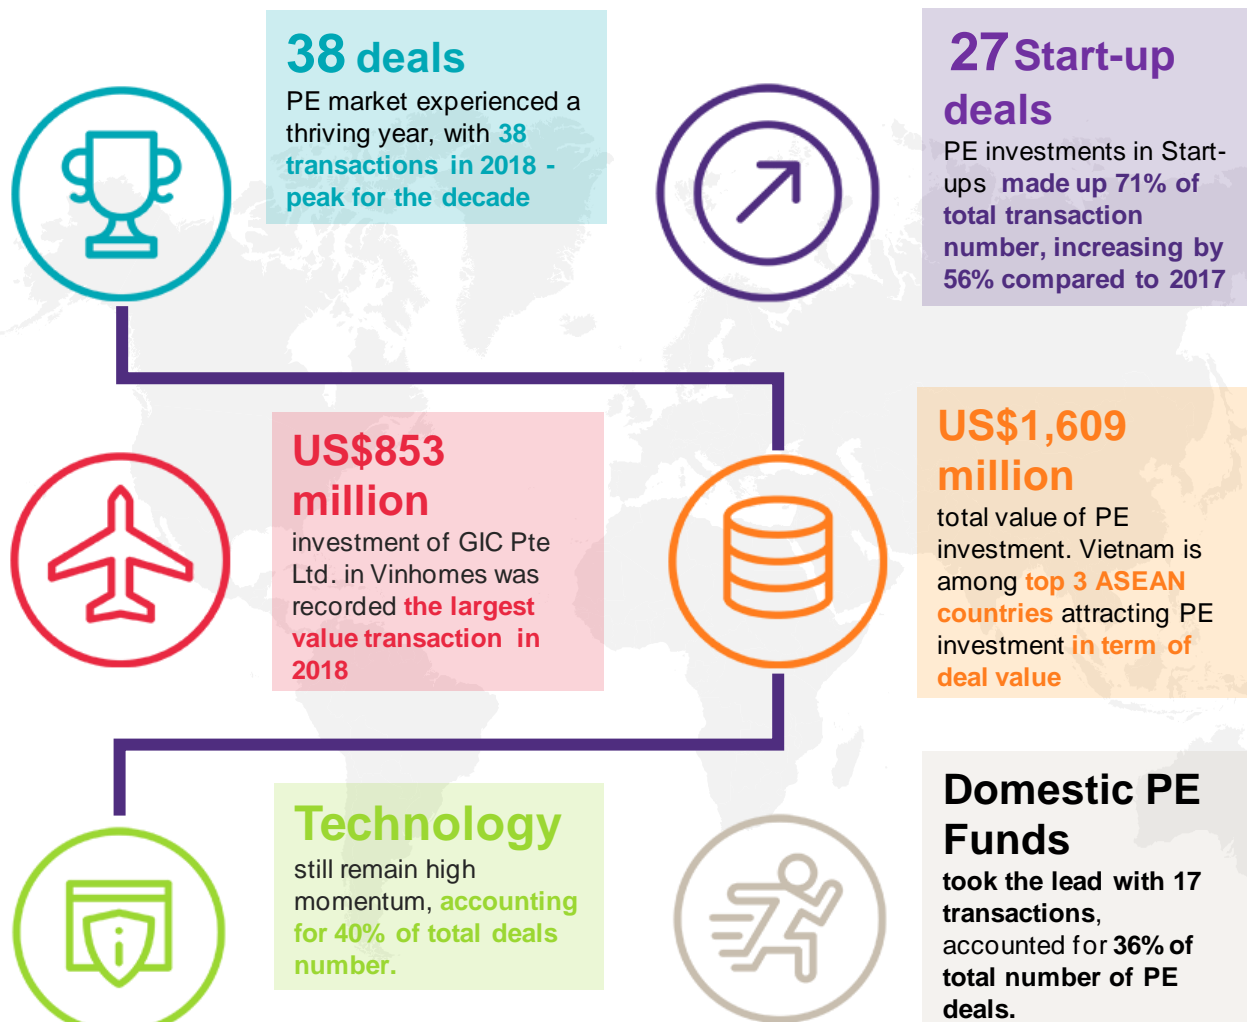 38 deals
PE market experienced a
thriving year, with 38
transactions in 2018 -
peak for the decade
27 Start-up
deals
PE investments in Start-
ups made up 71% of
total transaction
number, increasing by
56% compared to 2017
US$853
million
investment of GIC Pte
Ltd. in Vinhomes was
recorded the largest
value transaction in
2018
US$1,609
million
total value of PE
investment. Vietnam is
among top 3 ASEAN
countries attracting PE
investment in term of
deal value
Technology
still remain high
momentum, accounting
for 40% of total deals
number.
Domestic PE
Funds
took the lead with 17
transactions,
accounted for 36% of
total number of PE
deals.